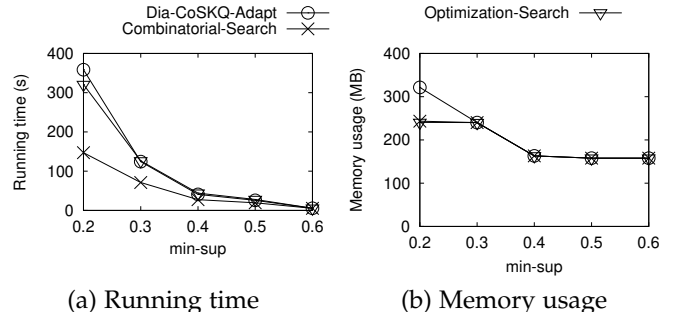 Dia-CoSKQ-Adapt
Combinatorial-Search
Optimization-Search
Running time (s)
400
300
200
100
0
0.2 0.3 0.4 0.5 0.6
min-sup
(a) Running time
Memory usage (MB)
400
300
200
100
0
0.2 0.3 0.4 0.5 0.6
min-sup
(b) Memory usage